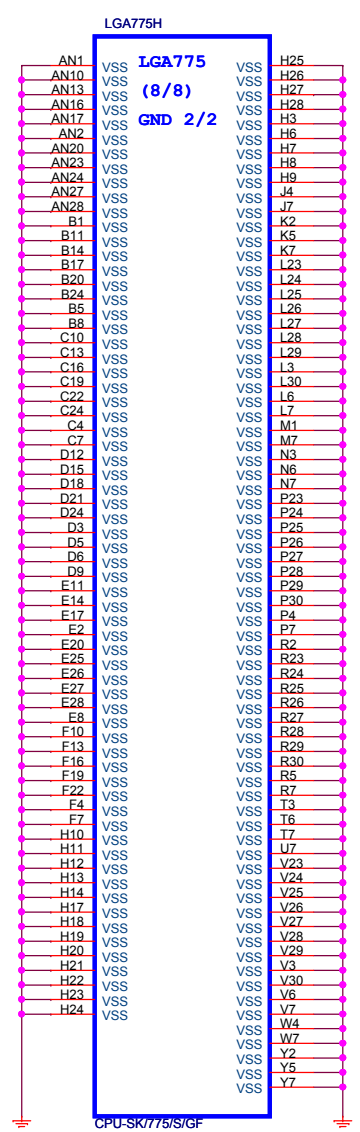 LGA775H
AN1 VSS LGA775 VSS H25
AN10 VSS VSS H26
AN13 VSS (8/8) VSS H27
AN16 VSS VSS H28
AN17 VSS GND 2/2 VSS H3
AN2 VSS VSS H6
AN20 VSS VSS H7
AN23 VSS VSS H8
AN24 VSS VSS H9
AN27 VSS VSS J4
AN28 VSS VSS J7
B1 VSS VSS K2
B11 VSS VSS K5
B14 VSS VSS K7
B17 VSS VSS L23
B20 VSS VSS L24
B24 VSS VSS L25
B5 VSS VSS L26
B8 VSS VSS L27
C10 VSS VSS L28
C13 VSS VSS L29
C16 VSS VSS L3
C19 VSS VSS L30
C22 VSS VSS L6
C24 VSS VSS L7
C4 VSS VSS M1
C7 VSS VSS M7
D12 VSS VSS N3
D15 VSS VSS N6
D18 VSS VSS N7
D21 VSS VSS P23
D24 VSS VSS P24
D3 VSS VSS P25
D5 VSS VSS P26
D6 VSS VSS P27
D9 VSS VSS P28
E11 VSS VSS P29
E14 VSS VSS P30
E17 VSS VSS P4
E2 VSS VSS P7
E20 VSS VSS R2
E25 VSS VSS R23
E26 VSS VSS R24
E27 VSS VSS R25
E28 VSS VSS R26
E8 VSS VSS R27
F10 VSS VSS R28
F13 VSS VSS R29
F16 VSS VSS R30
F19 VSS VSS R5
F22 VSS VSS R7
F4 VSS VSS T3
F7 VSS VSS T6
H10 VSS VSS T7
H11 VSS VSS U7
H12 VSS VSS V23
H13 VSS VSS V24
H14 VSS VSS V25
H17 VSS VSS V26
H18 VSS VSS V27
H19 VSS VSS V28
H20 VSS VSS V29
H21 VSS VSS V3
H22 VSS VSS V30
H23 VSS VSS V6
H24 VSS VSS V7
VSS W4
VSS W7
VSS Y2
VSS Y5
VSS Y7
CPU-SK/775/S/GF